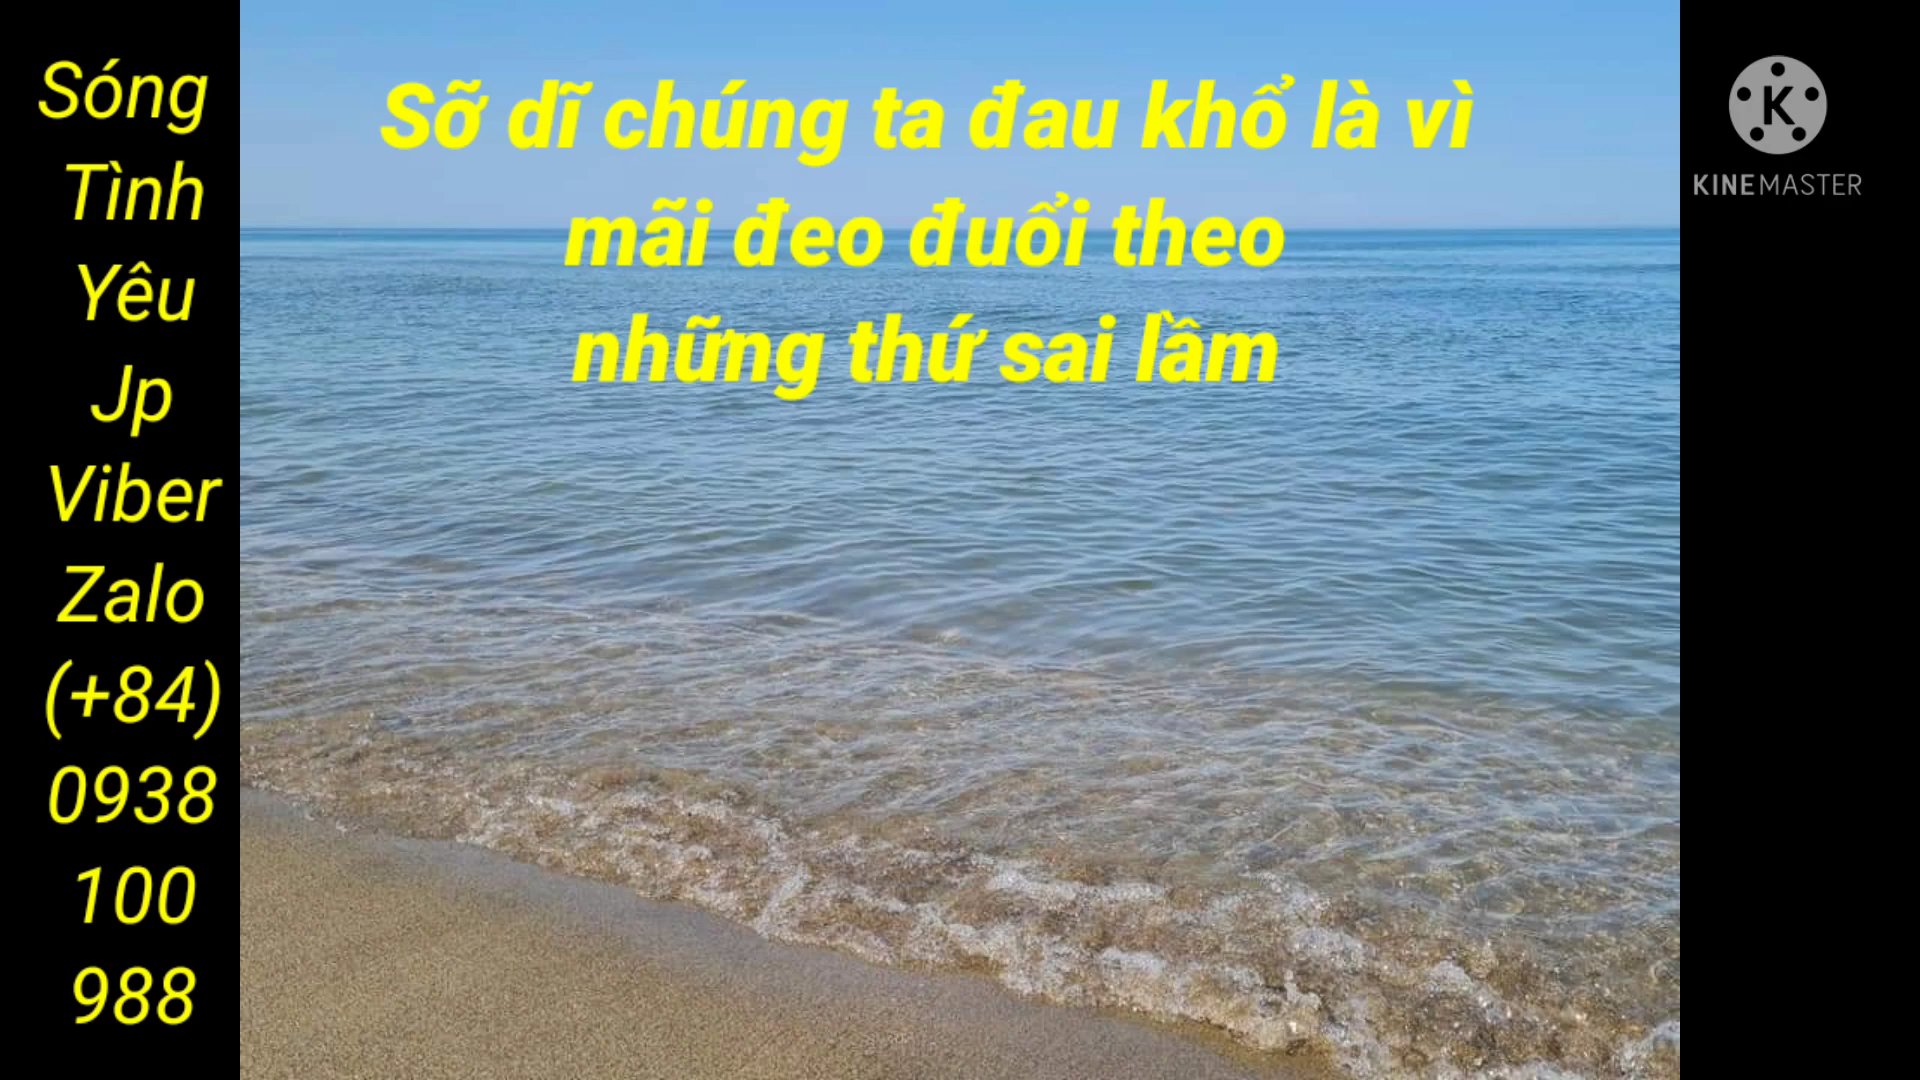 Sóng
Tình
Yêu
Jp
Viber
Zalo
(+84)
0938
100
988
Sỡ dĩ chúng ta đau khổ là vì
mãi đeo đuổi theo
những thứ sai lầm
K
KINEMASTER